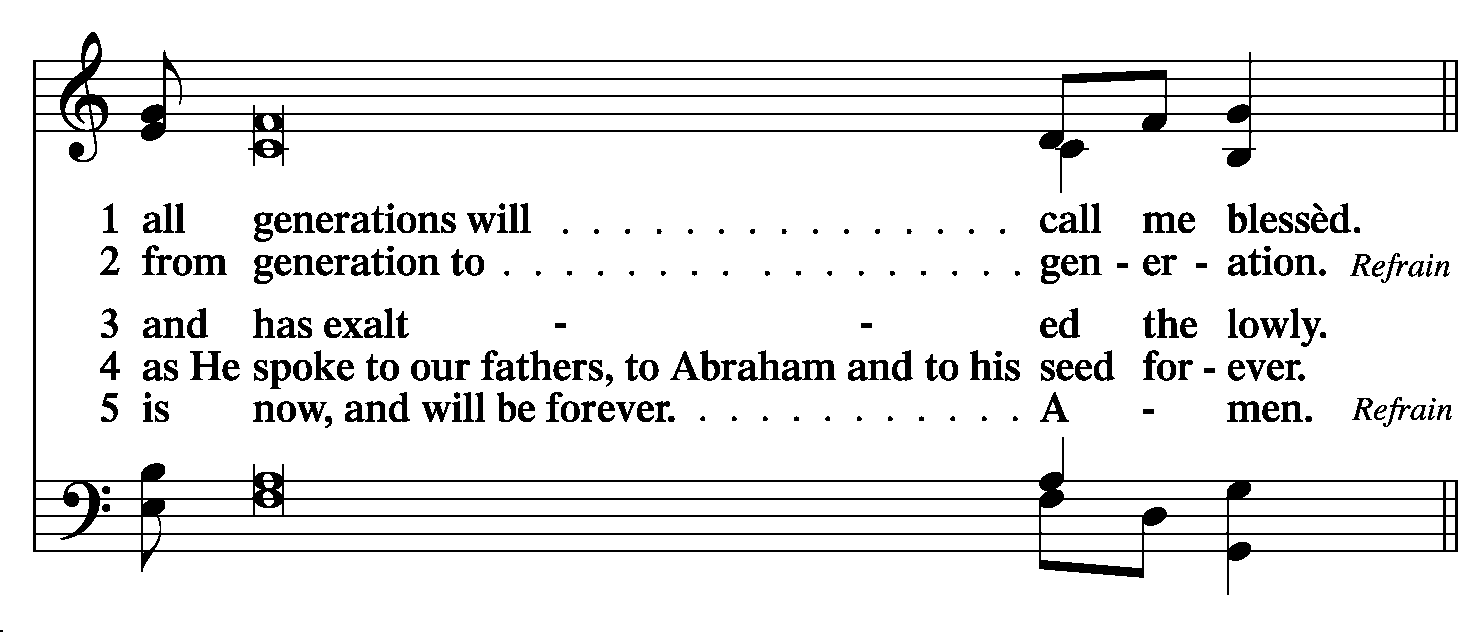 1 all generations will . . . . . . . . . . . . . . . call me blessèd.
2 from generation to . . . . . . . . . . . . . . . . . gen - er - ation. Refrain
3 and has exalt - - ed the lowly.
4 as He spoke to our fathers, to Abraham and to his seed for - ever.
5 is now, and will be forever. . . . . . . . . . . . A - men. Refrain